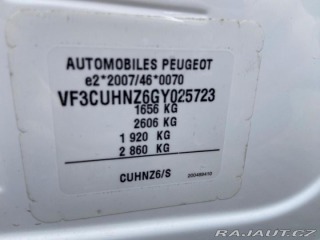 AUTOMOBILES PEUGEOT
e2*2007/46*0070
VF3CUHNZ6GY025723
1656 KG
2606 KG
1 920 KG
2 860 KG
CUHNZ6/S
RAJAUT.CZ